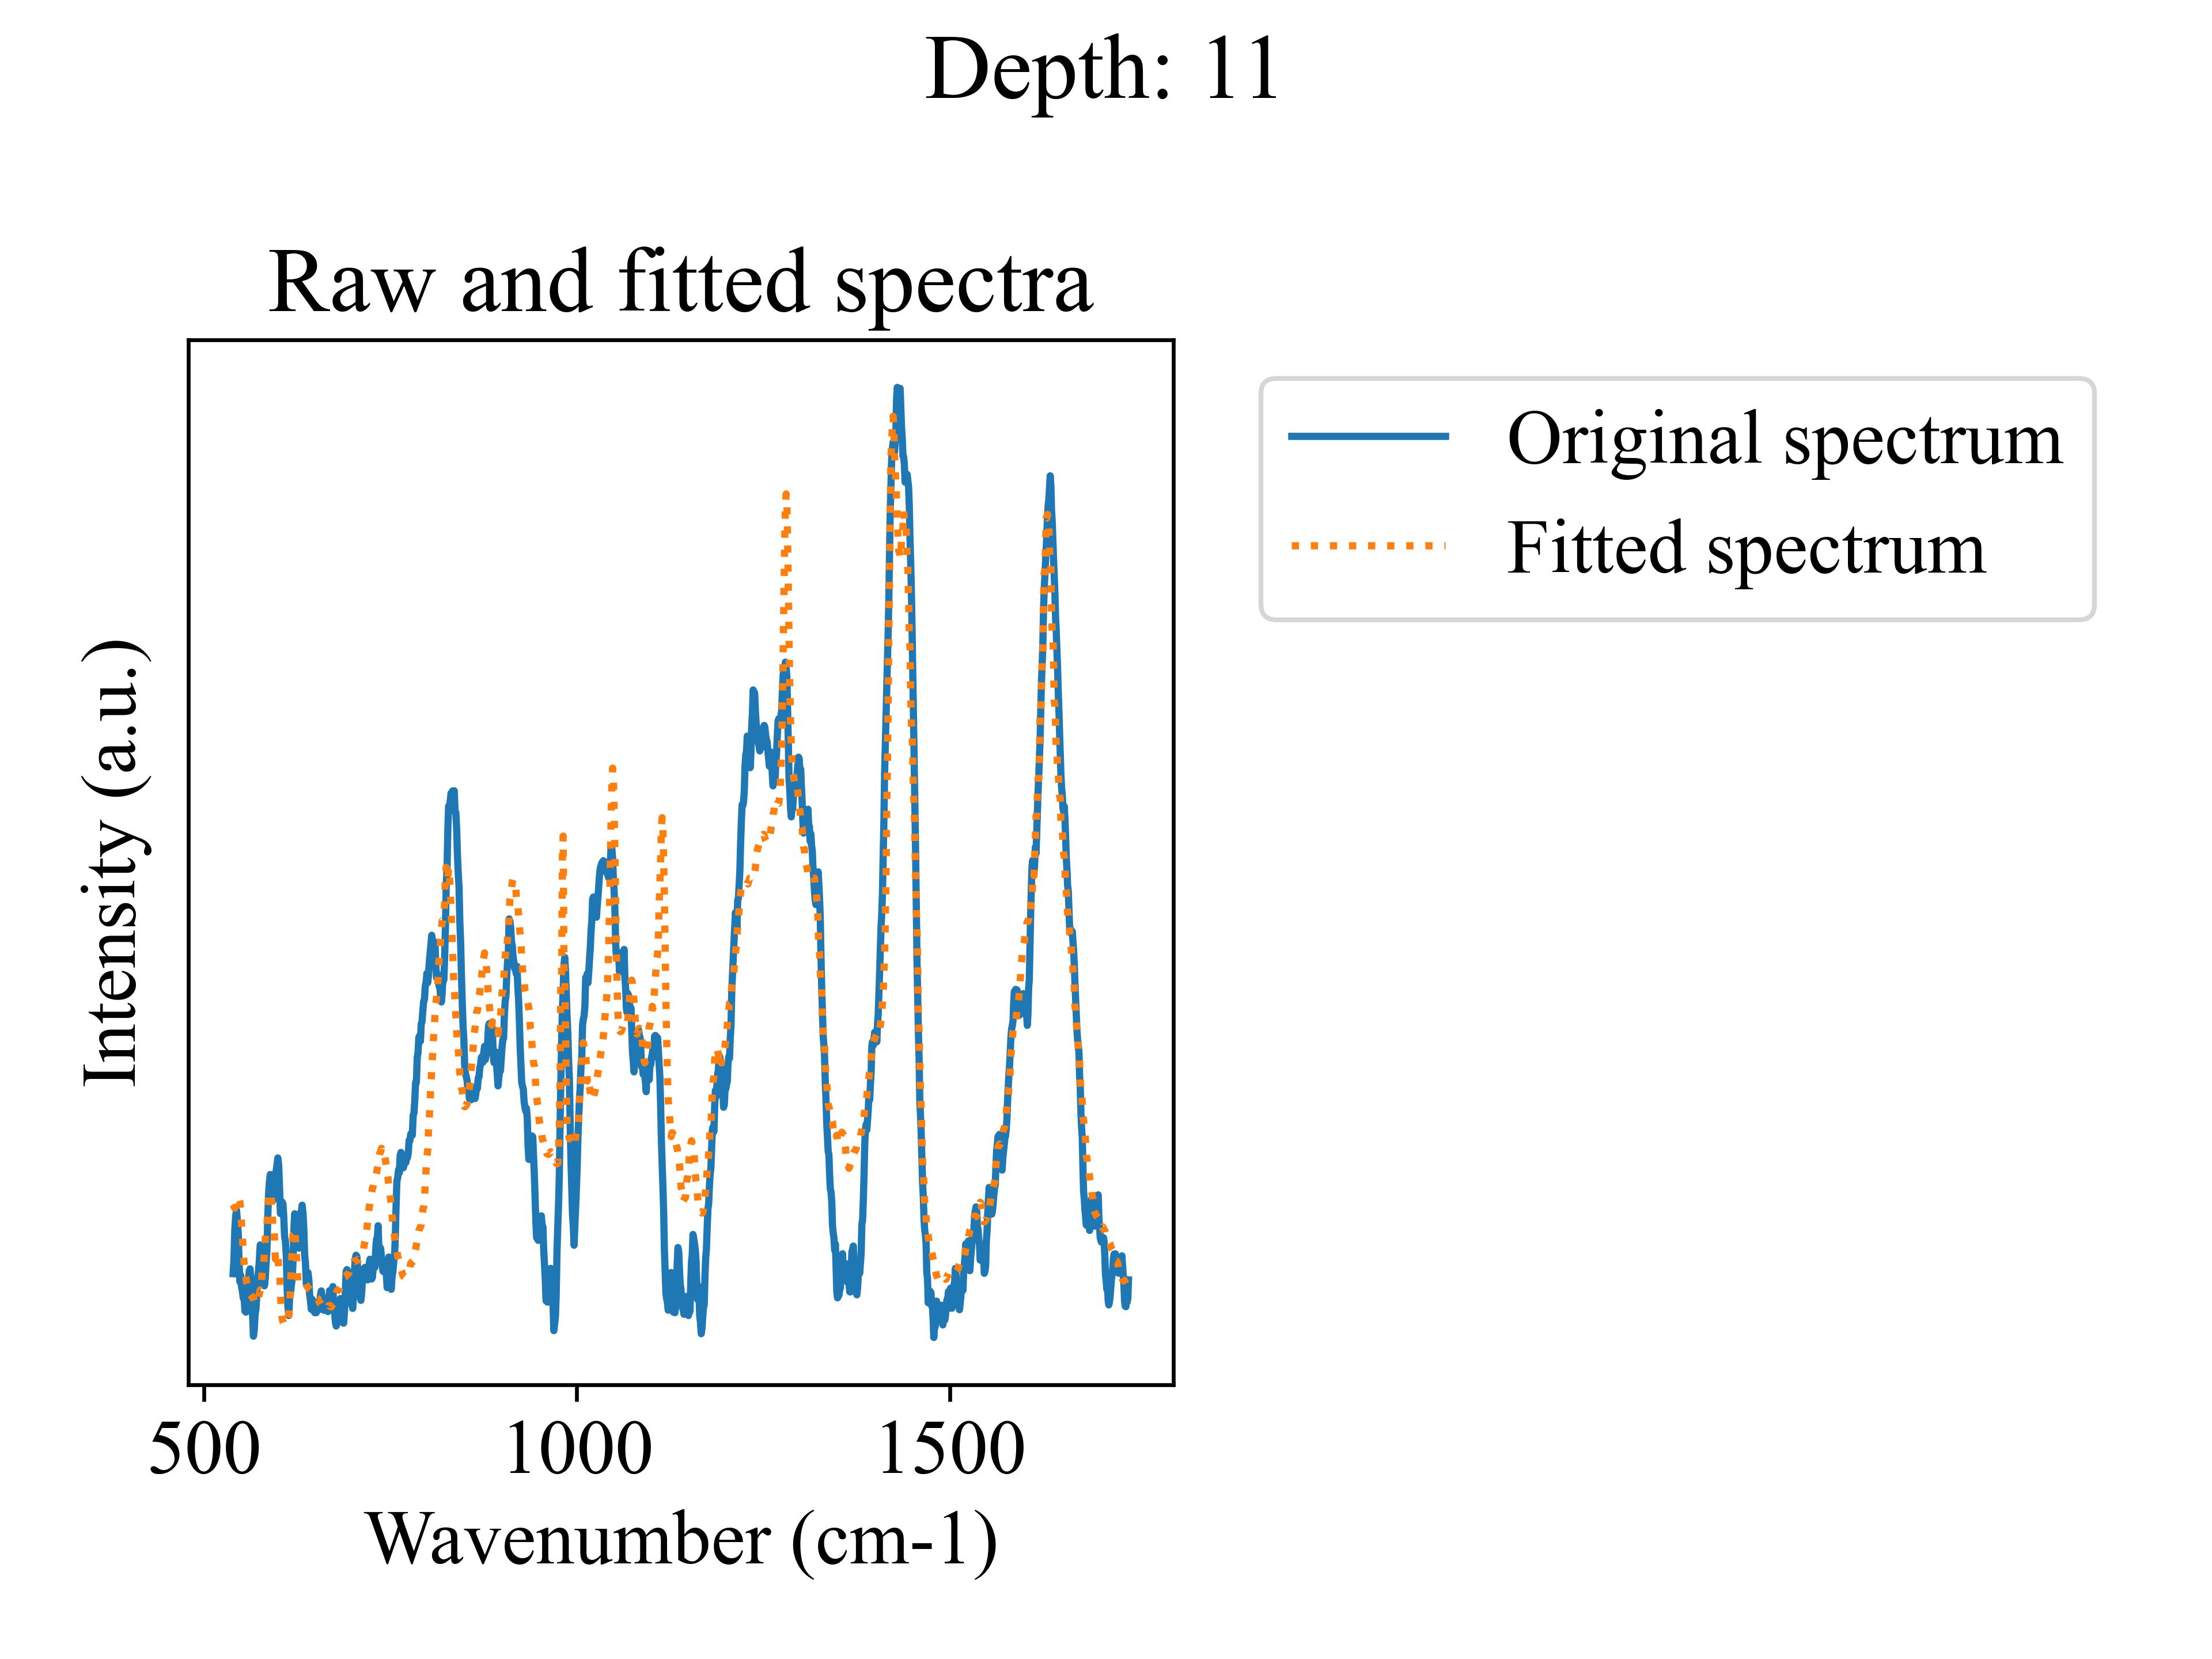 Depth: 11
Raw and fitted spectra
Original spectrum
Fitted spectrum
Intensity (a.u.)
500 1000 1500
Wavenumber (cm-1)